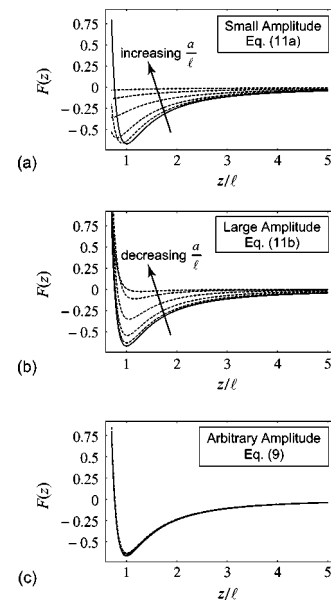 0.75
0.5
0.25
0
−0.25
−0.5
F(z)
increasing a/ℓ
Small Amplitude
Eq. (11a)
1 2 3 4 5
z/ℓ
(a)
0.75
0.5
0.25
0
−0.25
−0.5
F(z)
decreasing a/ℓ
Large Amplitude
Eq. (11b)
1 2 3 4 5
z/ℓ
(b)
0.75
0.5
0.25
0
−0.25
−0.5
F(z)
Arbitrary Amplitude
Eq. (9)
1 2 3 4 5
z/ℓ
(c)